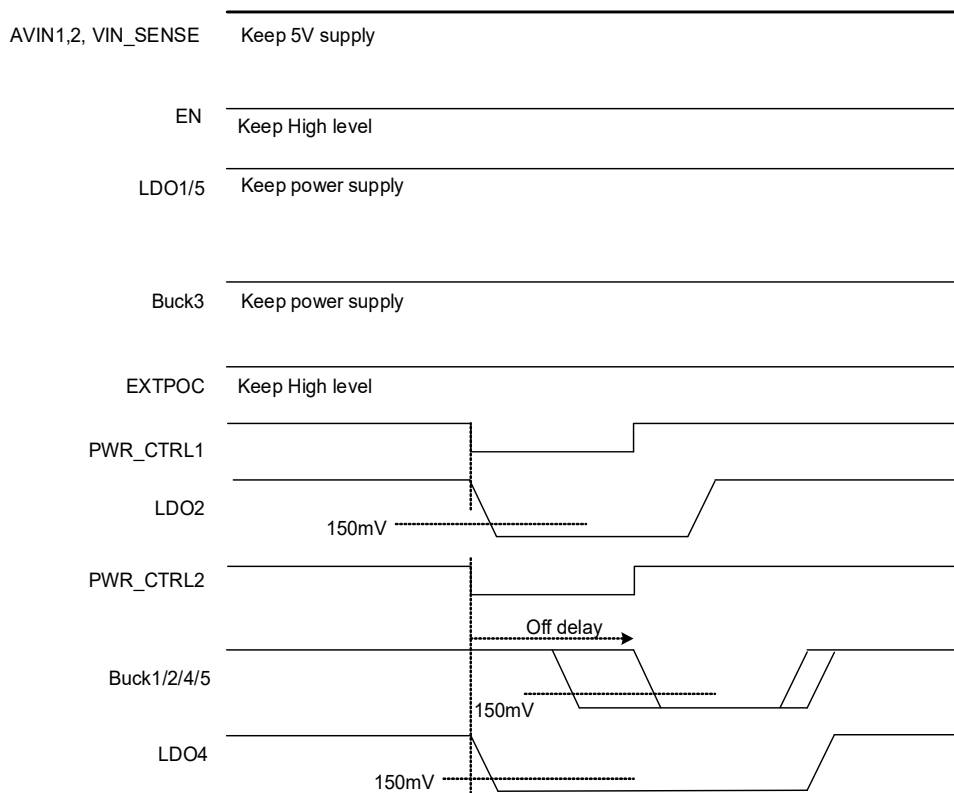 AVIN1,2, VIN_SENSE Keep 5V supply
EN
Keep High level
LDO1/5 Keep power supply
Buck3 Keep power supply
EXTPOC Keep High level
PWR_CTRL1
LDO2
150mV
PWR_CTRL2
Off delay
Buck1/2/4/5
150mV
LDO4
150mV